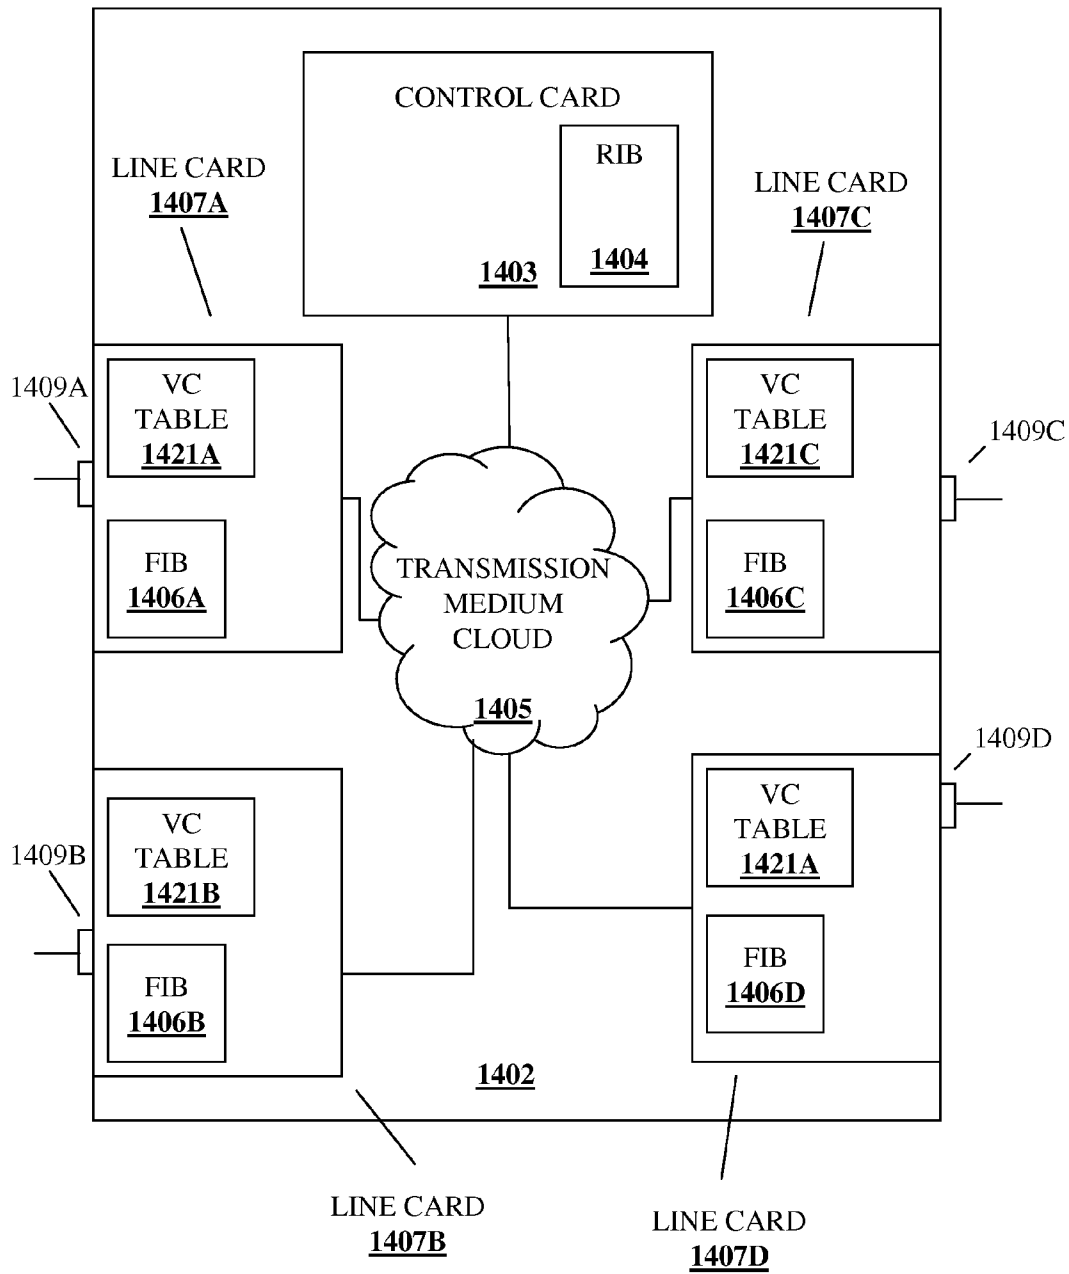 CONTROL CARD
RIB
1404
1403
LINE CARD
1407A
LINE CARD
1407C
1409A
VC
TABLE
1421A
FIB
1406A
VC
TABLE
1421C
FIB
1406C
1409C
TRANSMISSION
MEDIUM
CLOUD
1405
1409B
VC
TABLE
1421B
FIB
1406B
1409D
VC
TABLE
1421A
FIB
1406D
1402
LINE CARD
1407B
LINE CARD
1407D